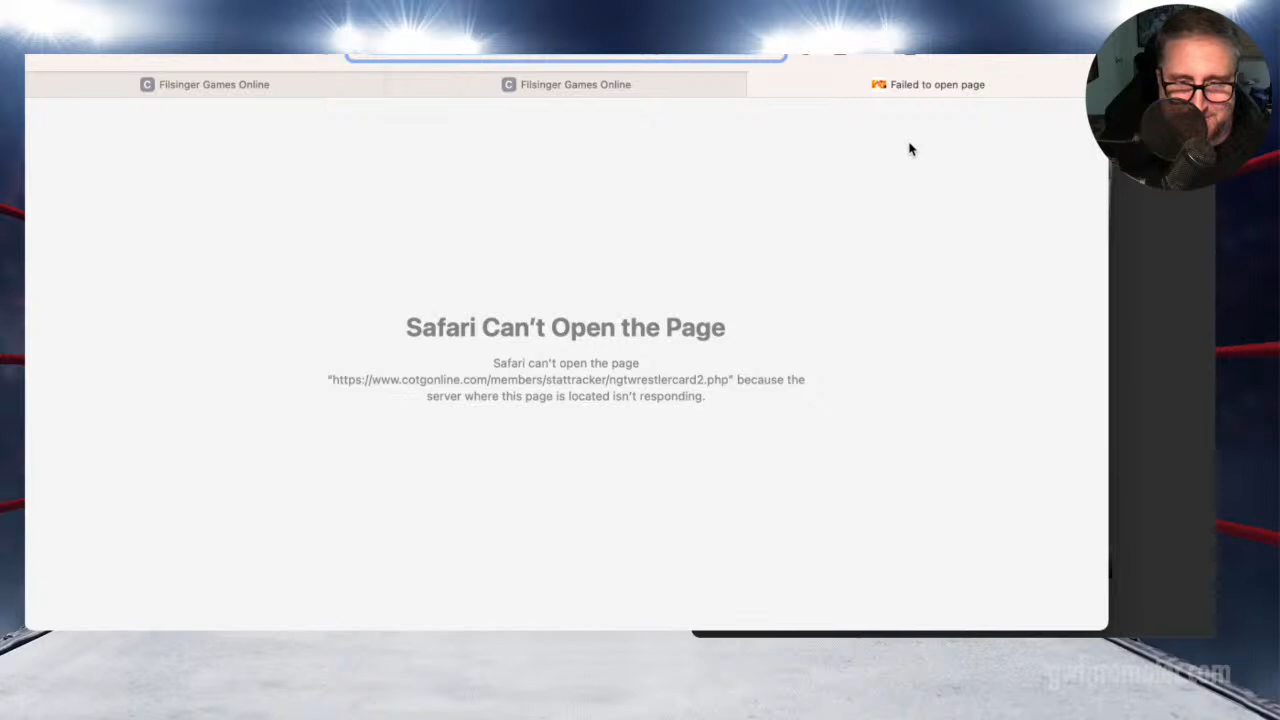 C Filsinger Games Online
C Filsinger Games Online
Failed to open page
Safari Can't Open the Page
Safari can't open the page
"https://www.cotgonline.com/members/stattracker/ngtwrestlercard2.php" because the
server where this page is located isn't responding.